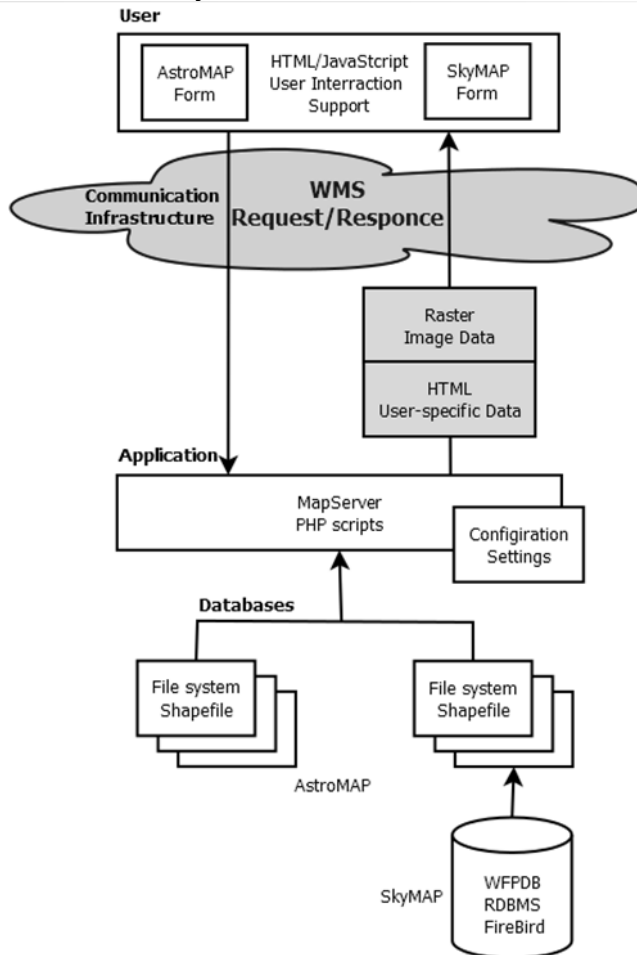 User
AstroMAP
Form
HTML/JavaStcript
User Interraction
Support
SkyMAP
Form
Communication
Infrastructure
WMS
Request/Responce
Raster
Image Data
HTML
User-specific Data
Application
MapServer
PHP scripts
Configiration
Settings
Databases
File system
Shapefile
File system
Shapefile
AstroMAP
SkyMAP
WFPDB
RDBMS
FireBird